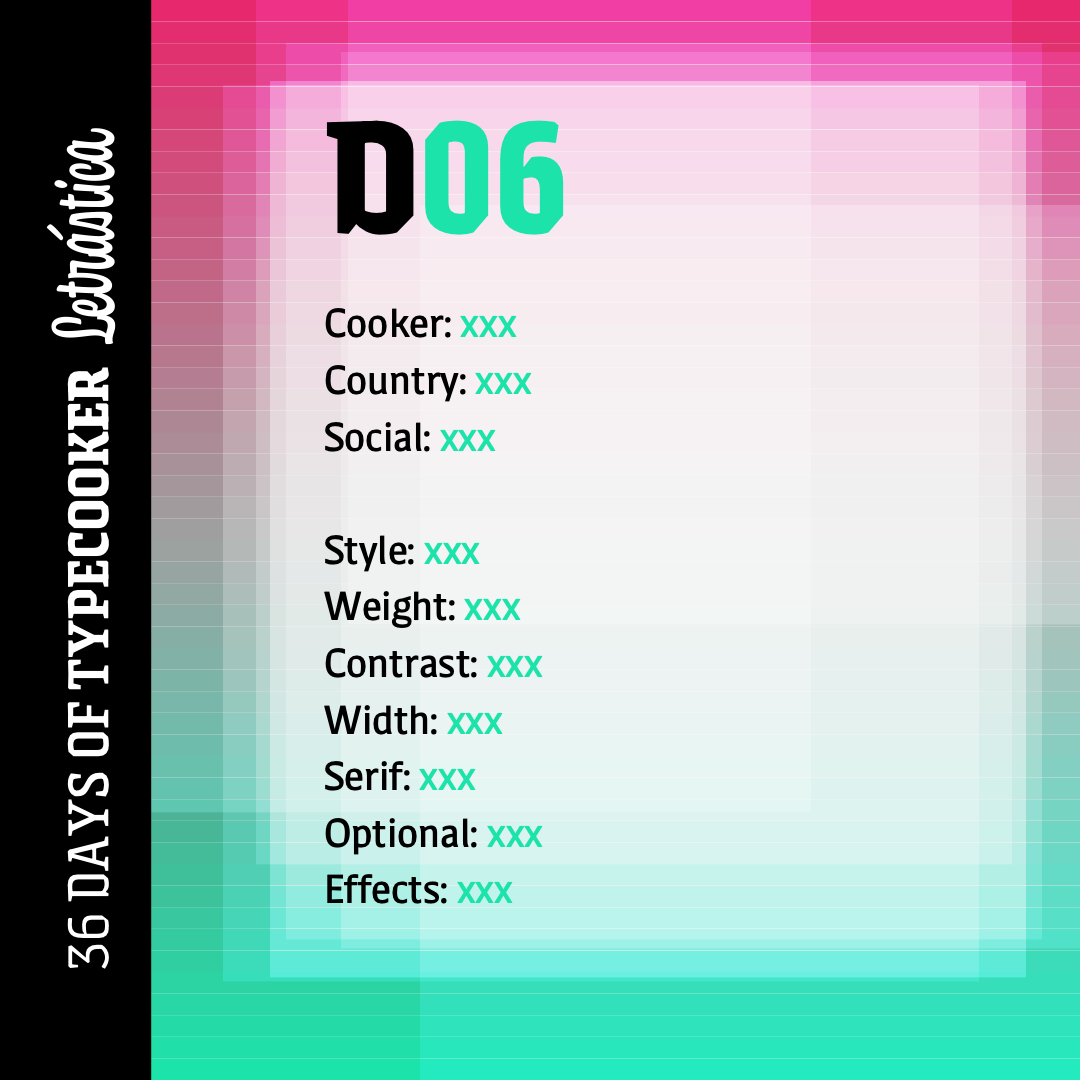 36 DAYS OF TYPECOOKER Letrástica
D06
Cooker: xxx
Country: xxx
Social: xxx
Style: xxx
Weight: xxx
Contrast: xxx
Width: xxx
Serif: xxx
Optional: xxx
Effects: xxx